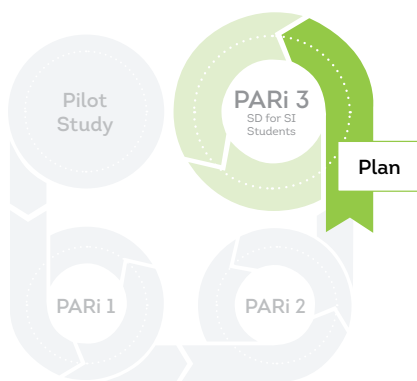 Pilot
Study
PARi 3
SD for SI
Students
Plan
PARi 1
PARi 2